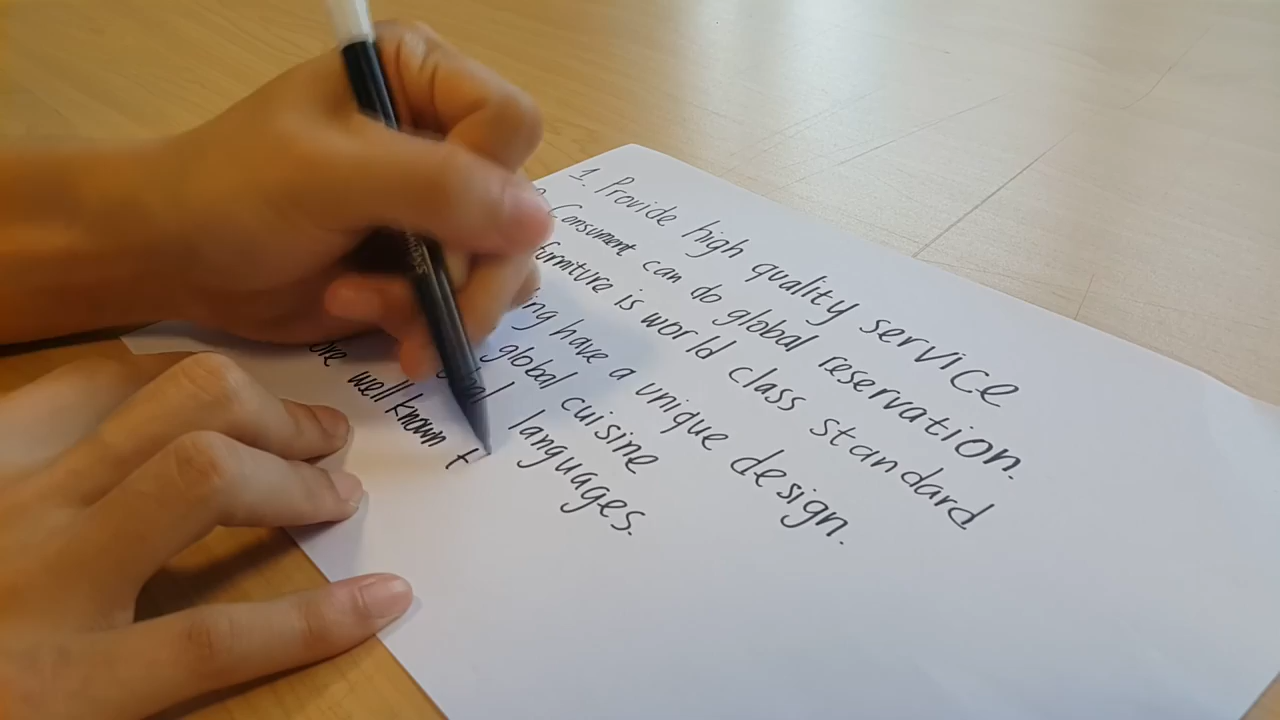 1. Provide high quality service
Consument can do global reservation.
furniture is world class standard
have a unique design.
global cuisine
languages.
well known t